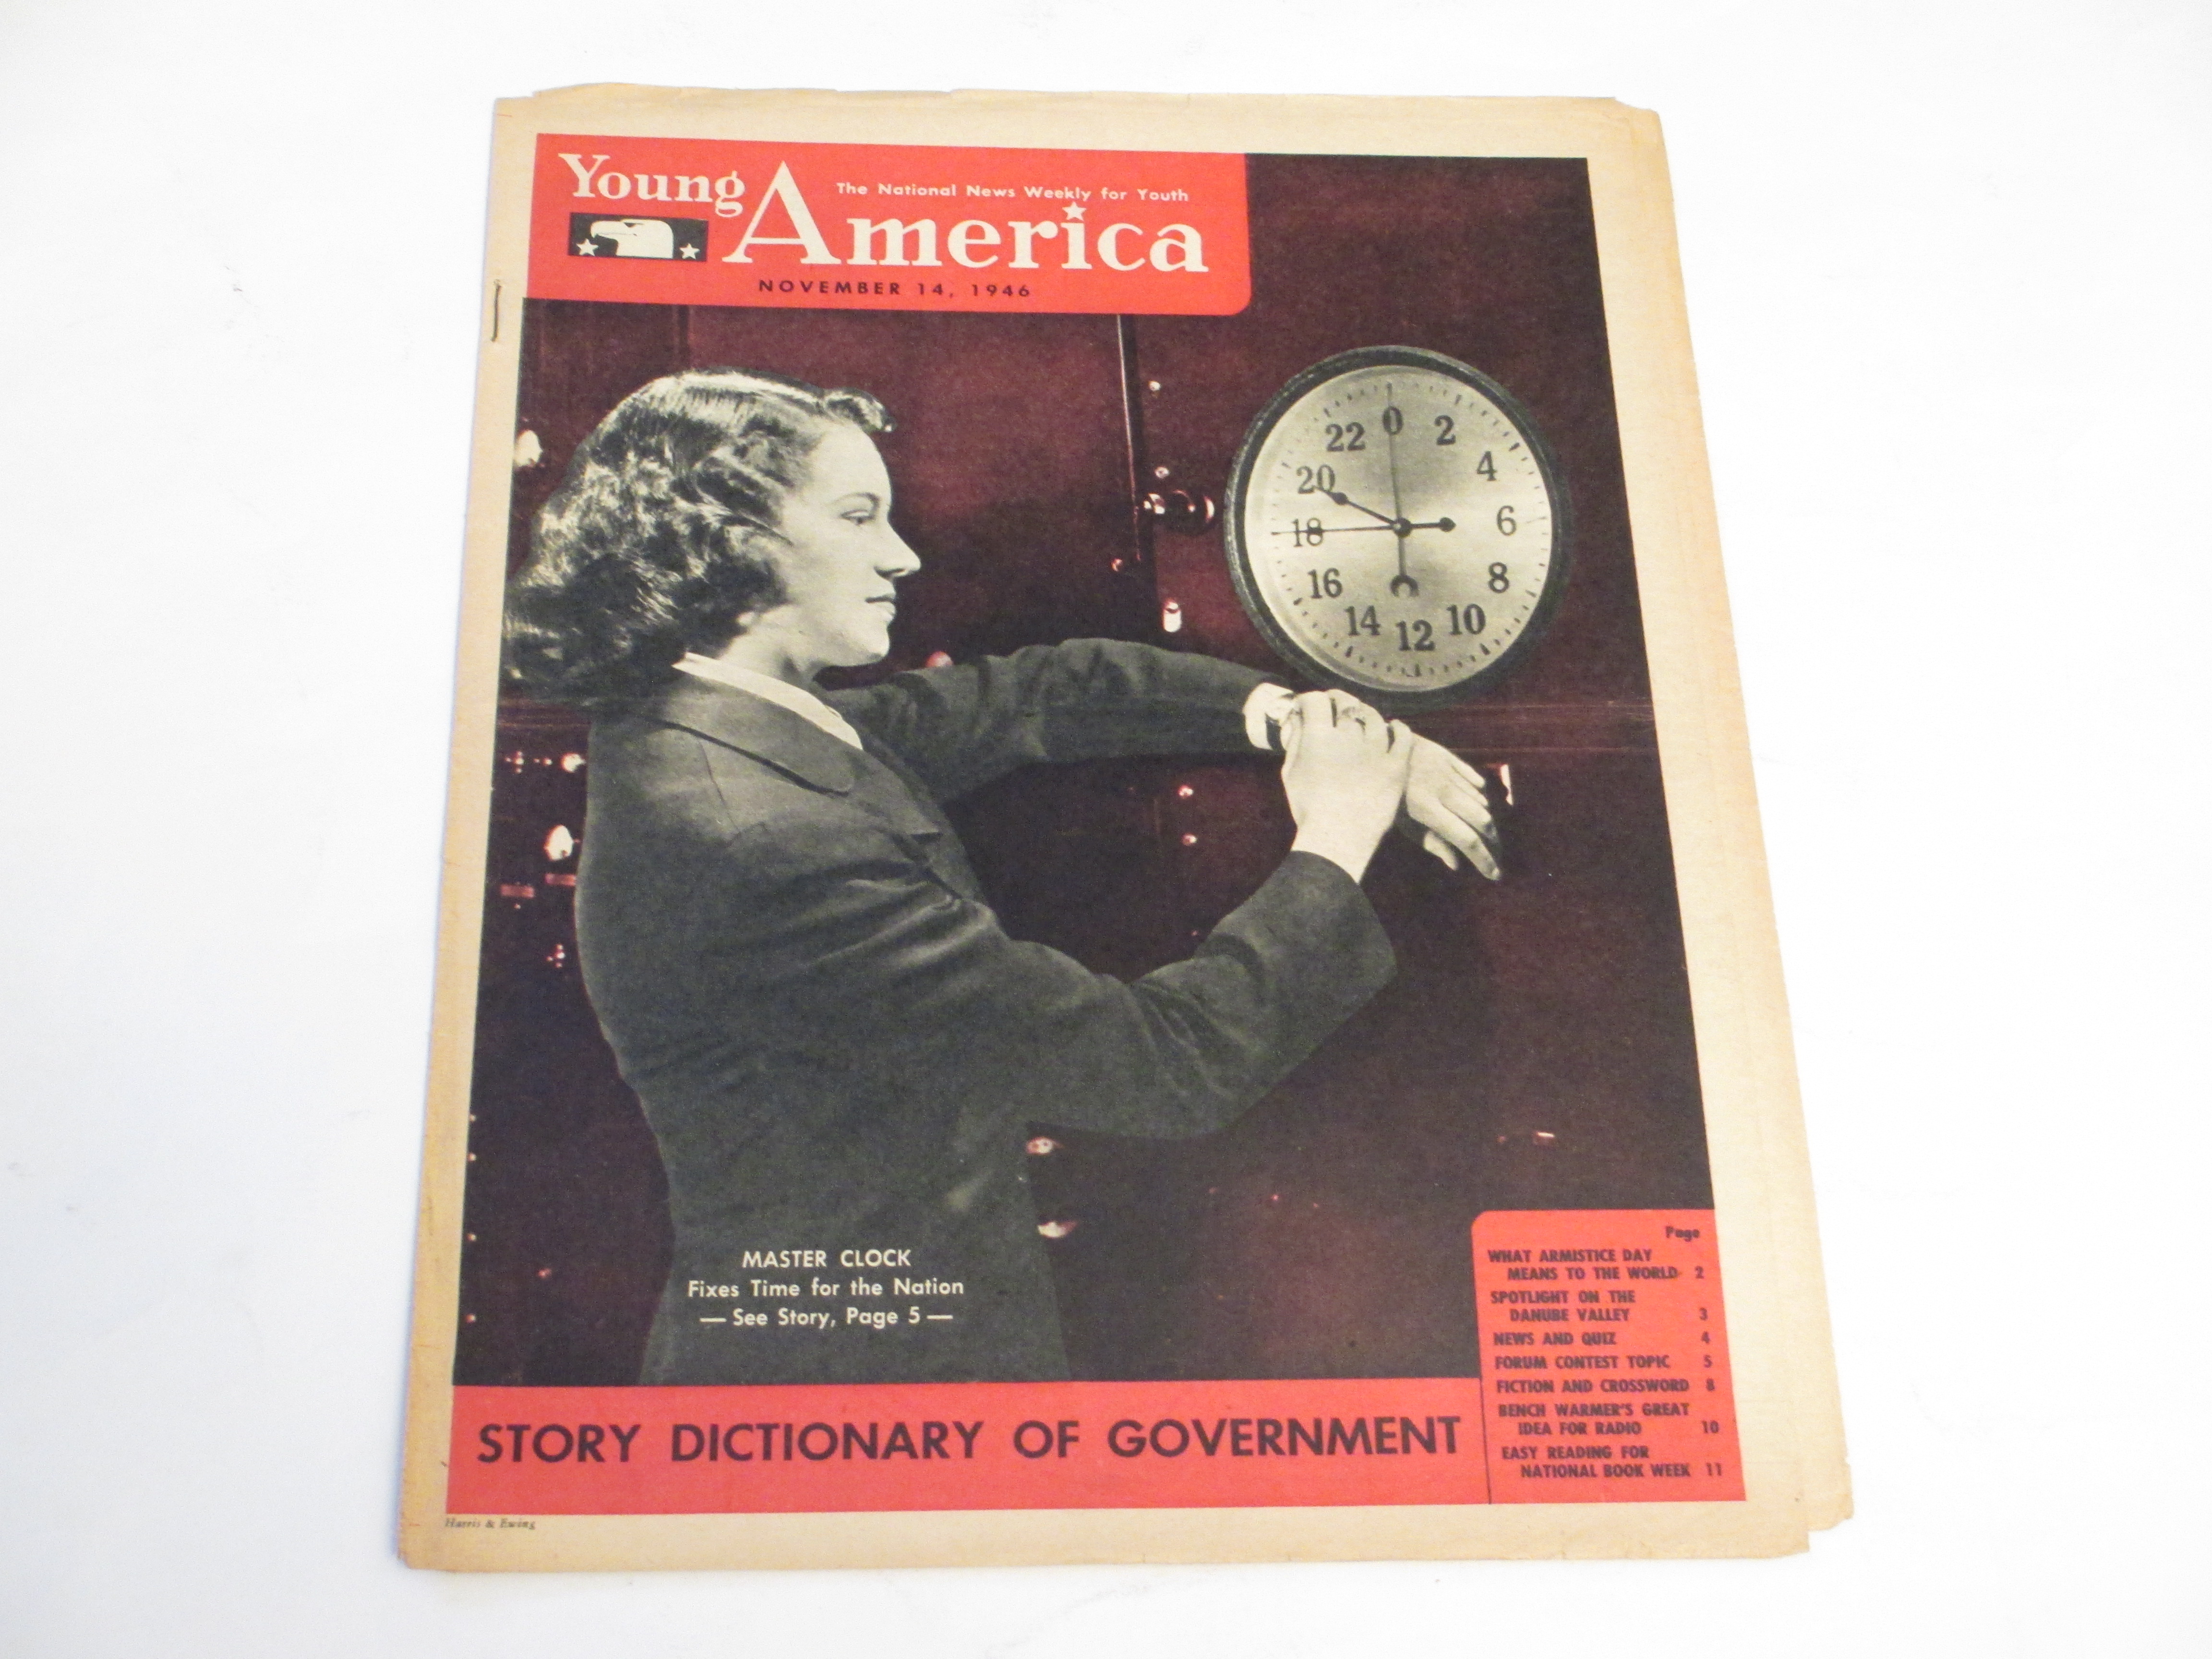 Young America
The National News Weekly for Youth
NOVEMBER 14, 1946
0
2
4
6
8
10
12
14
16
18
20
22
MASTER CLOCK
Fixes Time for the Nation
— See Story, Page 5 —
Page
WHAT ARMISTICE DAY
MEANS TO THE WORLD 2
SPOTLIGHT ON THE
DANUBE VALLEY 3
NEWS AND QUIZ 4
FORUM CONTEST TOPIC 5
FICTION AND CROSSWORD 8
BENCH WARMER'S GREAT
IDEA FOR RADIO 10
EASY READING FOR
NATIONAL BOOK WEEK 11
STORY DICTIONARY OF GOVERNMENT
Harris & Ewing